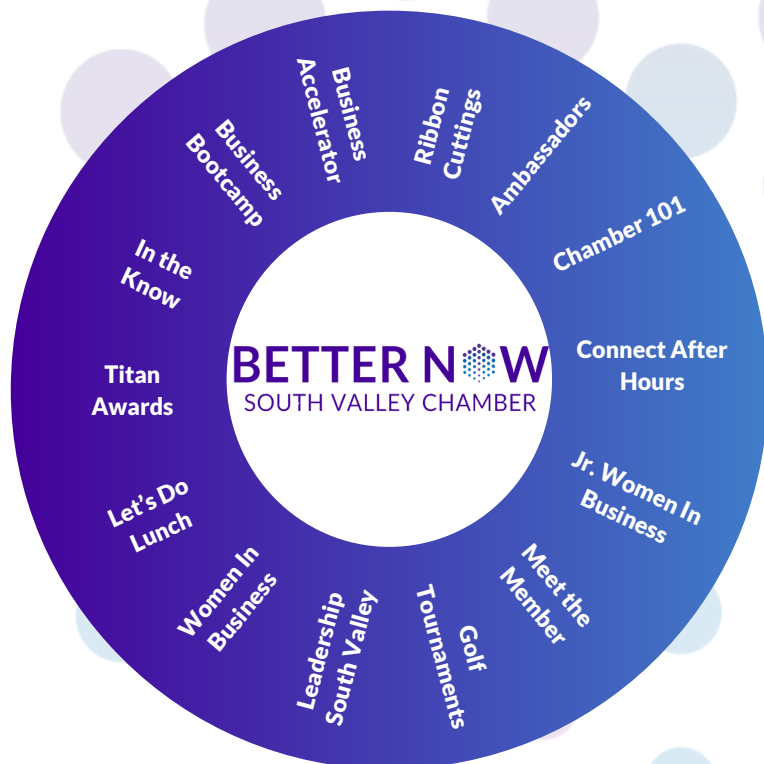 BETTER NOW
SOUTH VALLEY CHAMBER
Ribbon
Cuttings
Ambassadors
Chamber 101
Connect After
Hours
Jr. Women In
Business
Meet the
Member
Golf
Tournaments
Leadership
South Valley
Women In
Business
Let's Do
Lunch
Titan
Awards
In the
Know
Business
Bootcamp
Business
Accelerator